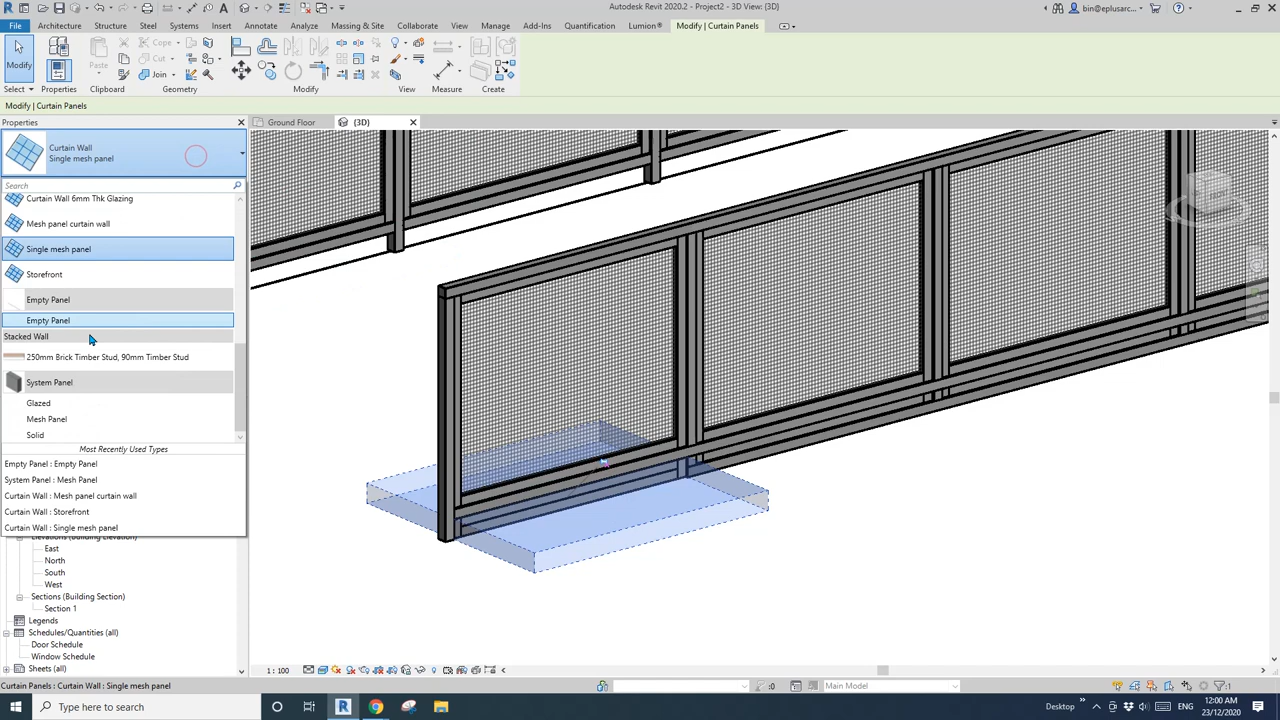 Autodesk Revit 2020.2 - Project2 - 3D View: {3D}
bin@eplusarc...
File Architecture Structure Steel Systems Insert Annotate Analyze Massing & Site Collaborate View Manage Add-Ins Quantification Lumion® Modify | Curtain Panels
Modify
Paste
Cope
Cut
Join
Select Properties Clipboard Geometry Modify View Measure Create
Modify | Curtain Panels
Properties
Ground Floor
{3D}
Curtain Wall
Single mesh panel
Search
Curtain Wall 6mm Thk Glazing
Mesh panel curtain wall
Single mesh panel
Storefront
Empty Panel
Empty Panel
Stacked Wall
250mm Brick Timber Stud, 90mm Timber Stud
System Panel
Glazed
Mesh Panel
Solid
Most Recently Used Types
Empty Panel : Empty Panel
System Panel : Mesh Panel
Curtain Wall : Mesh panel curtain wall
Curtain Wall : Storefront
Curtain Wall : Single mesh panel
Elevations (Building Elevation)
East
North
South
West
Sections (Building Section)
Section 1
Legends
Schedules/Quantities (all)
Door Schedule
Window Schedule
Sheets (all)
1 : 100
Curtain Panels : Curtain Wall : Single mesh panel
:0
Main Model
:1
Type here to search
Desktop
ENG
12:00 AM
23/12/2020